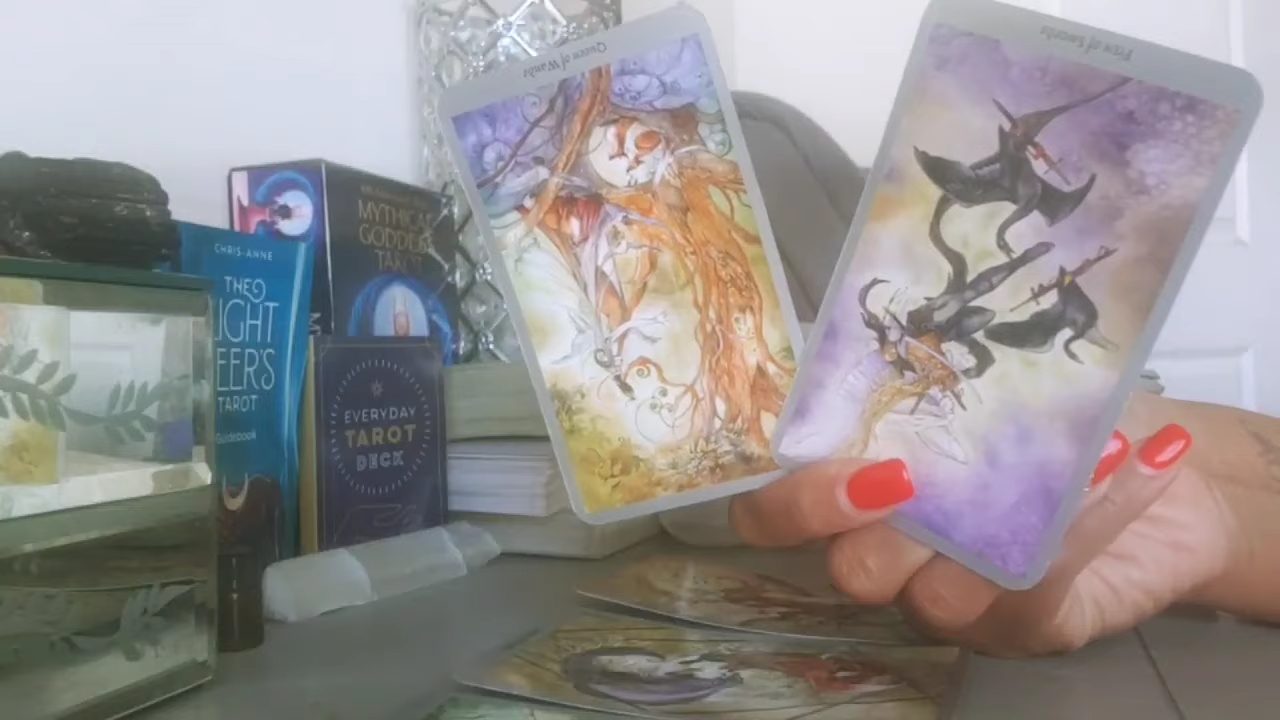 Queen of Wands
Five of Swords
CHRIS-ANNE
THE
LIGHT
SEER'S
TAROT
Guidebook
MYTHICAL
GODDESS
TAROT
EVERYDAY
TAROT
DECK